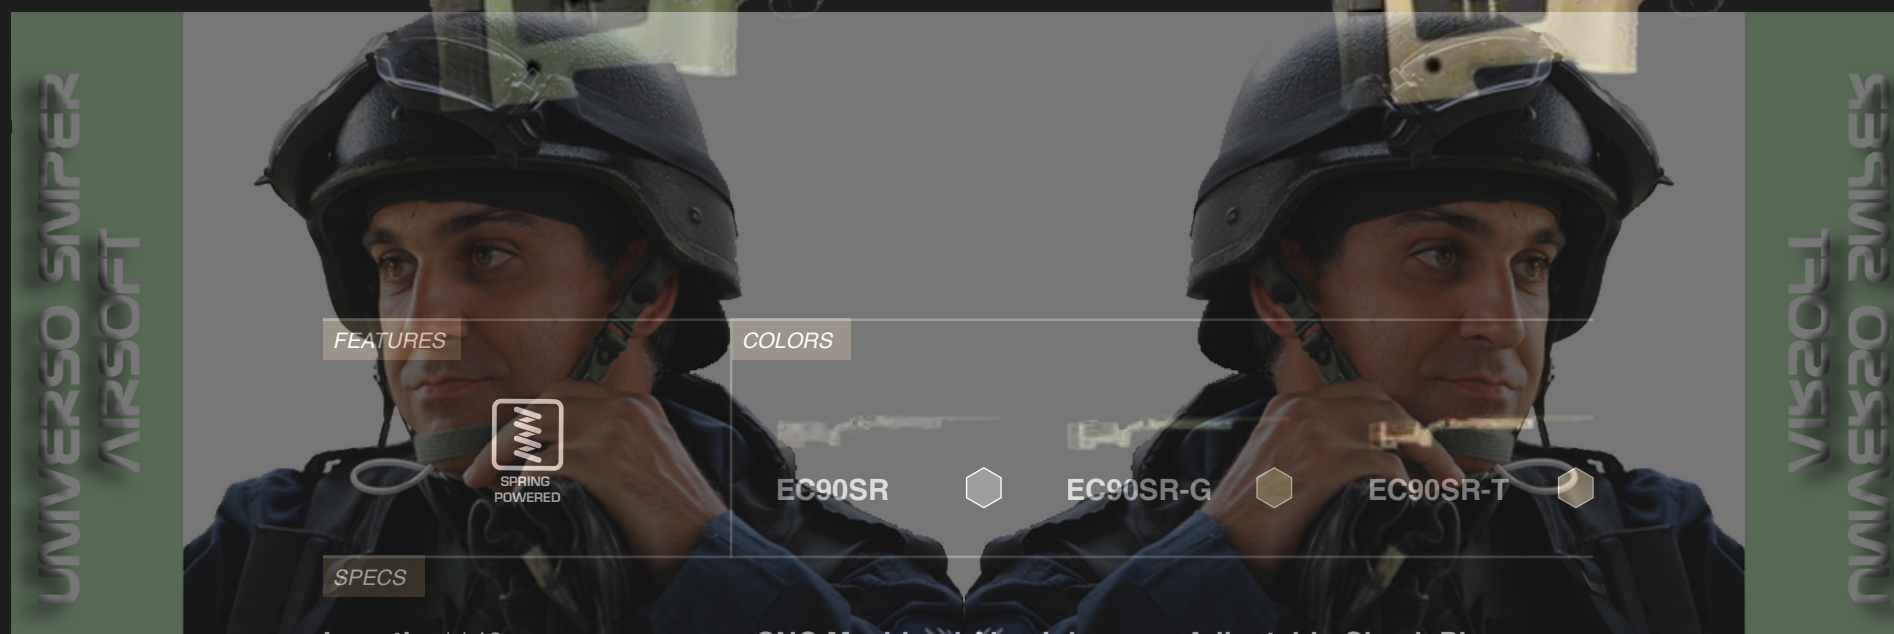 UNIVERSO SNIPER
AIRSOFT
FEATURES
COLORS
SPRING
POWERED
EC90SR
EC90SR-G
EC90SR-T
SPECS
UNIVERSO SNIPER
AIRSOFT